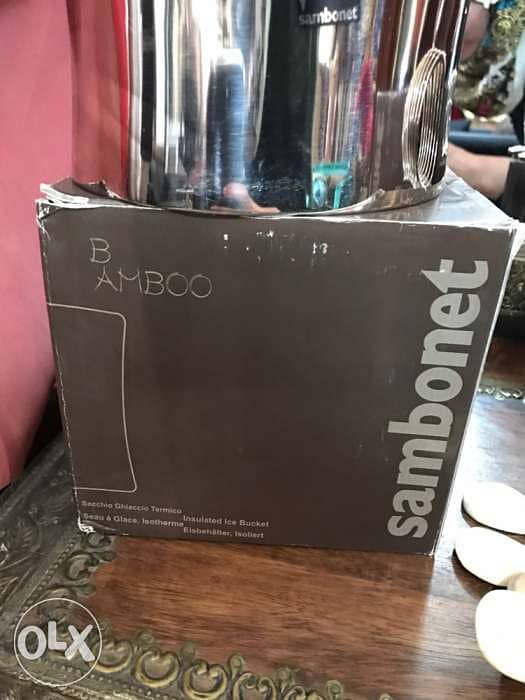 sambonet
B
AMBOO
sambonet
Secchio Ghiaccio Termico
Seau à Glace, Isotherme
Insulated Ice Bucket
Eisbehälter, Isoliert
OLX